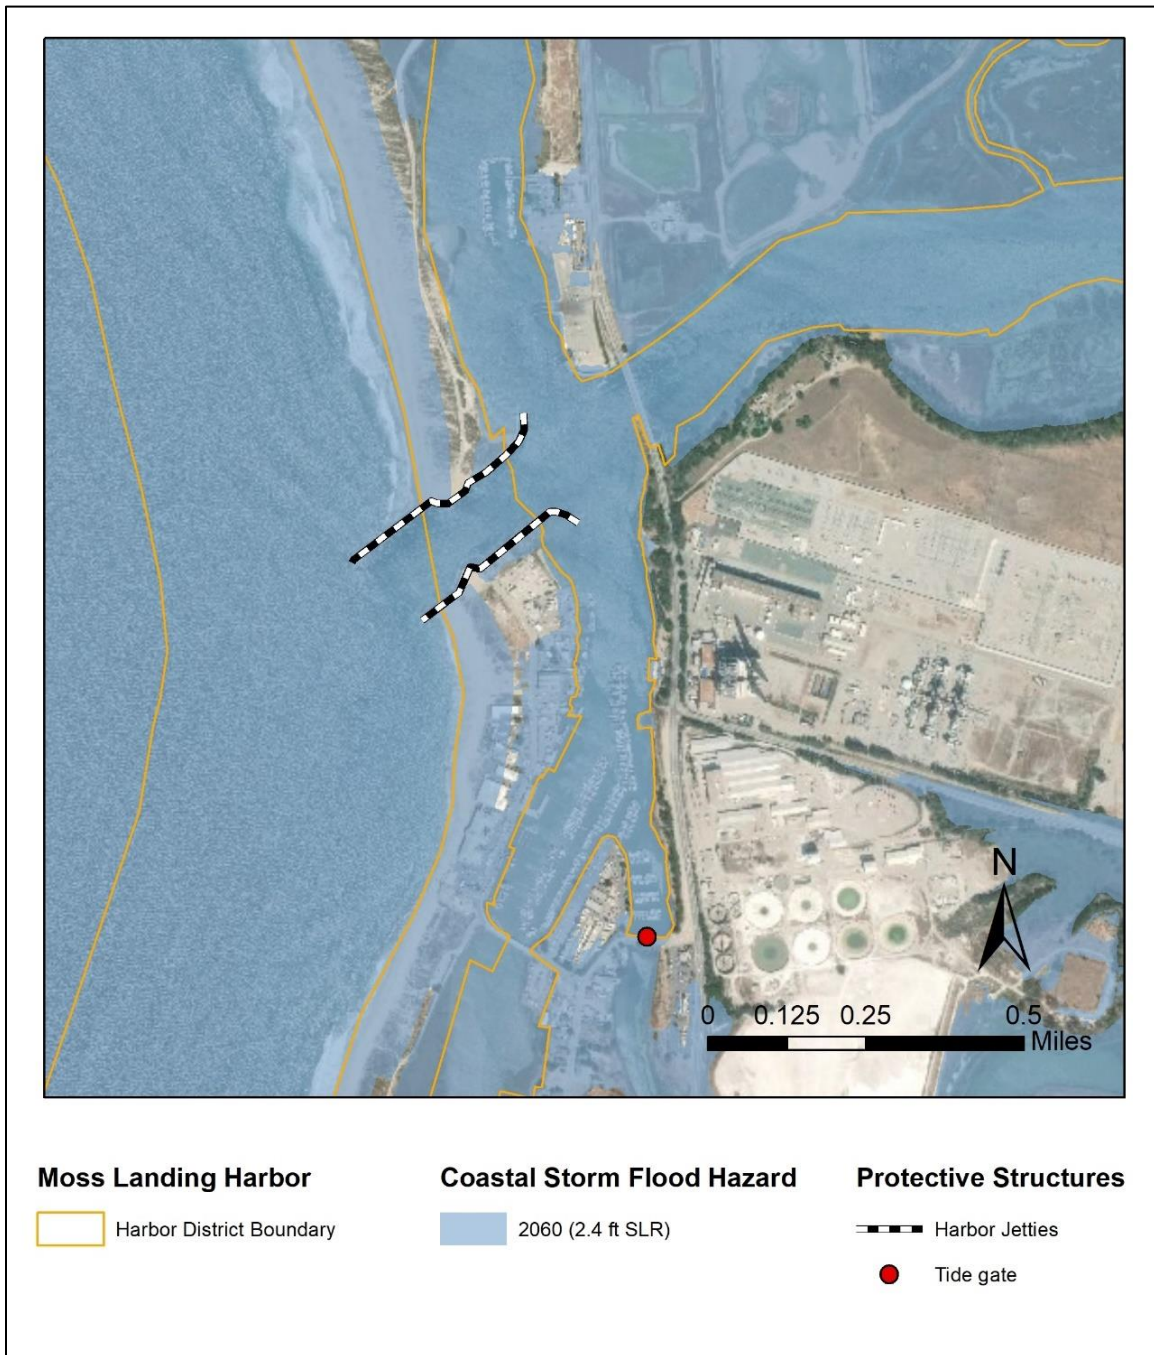 N
0 0.125 0.25 0.5
Miles
Moss Landing Harbor
Harbor District Boundary
Coastal Storm Flood Hazard
2060 (2.4 ft SLR)
Protective Structures
Harbor Jetties
Tide gate